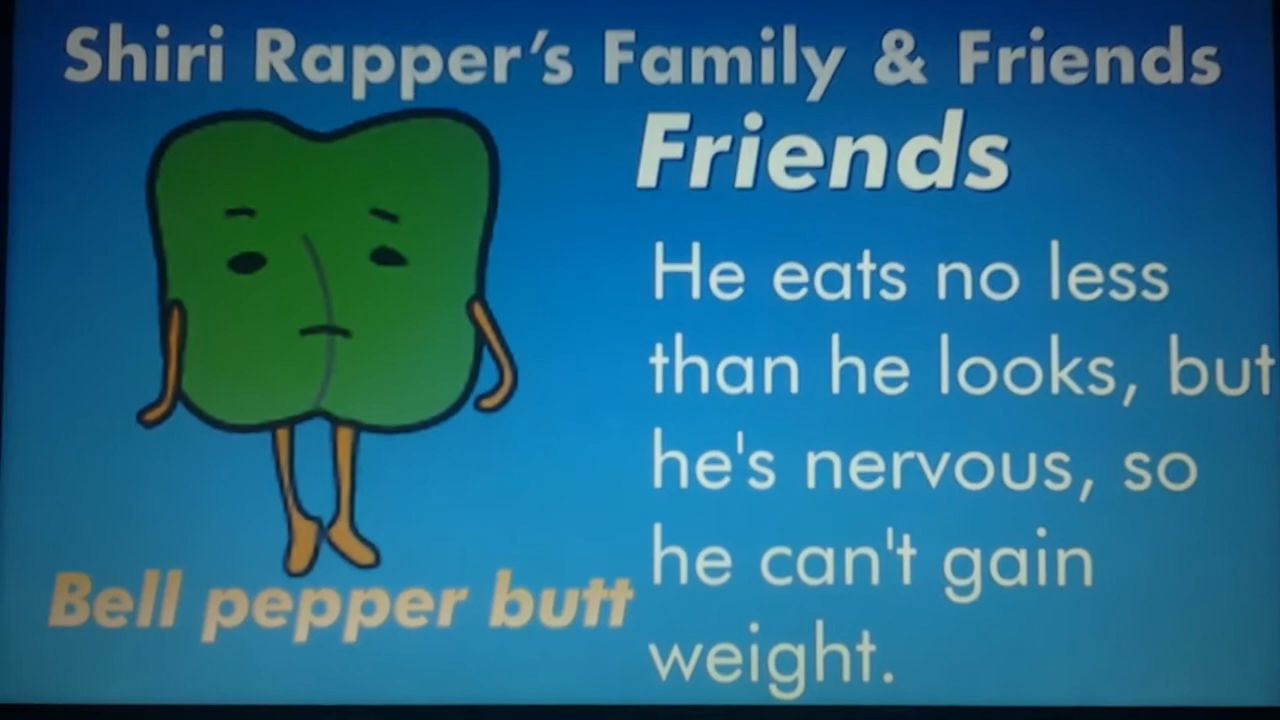 Shiri Rapper's Family & Friends
Friends
He eats no less
than he looks, but
he's nervous, so
he can't gain
weight.
Bell pepper butt